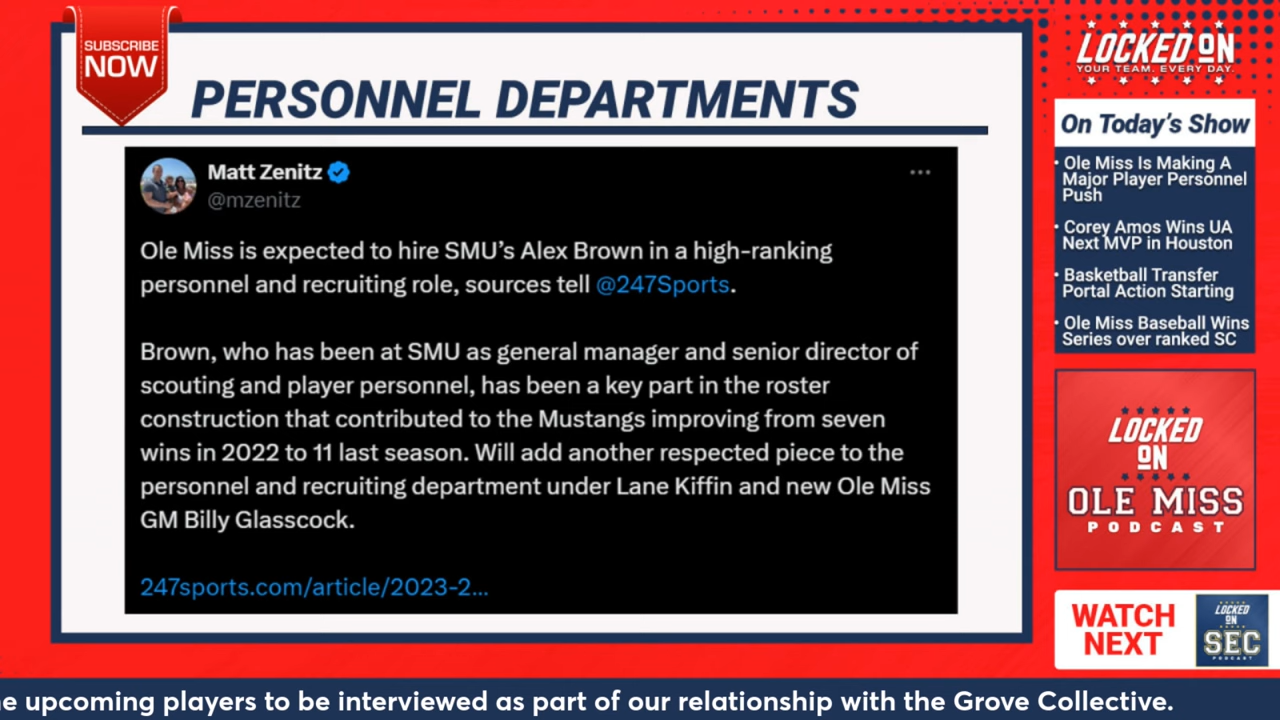 SUBSCRIBE
NOW
PERSONNEL DEPARTMENTS
Matt Zenitz
@mzenitz
Ole Miss is expected to hire SMU’s Alex Brown in a high-ranking
personnel and recruiting role, sources tell @247Sports.
Brown, who has been at SMU as general manager and senior director of
scouting and player personnel, has been a key part in the roster
construction that contributed to the Mustangs improving from seven
wins in 2022 to 11 last season. Will add another respected piece to the
personnel and recruiting department under Lane Kiffin and new Ole Miss
GM Billy Glasscock.
247sports.com/article/2023-2...
LOCKED ON
YOUR TEAM. EVERY DAY.
On Today's Show
• Ole Miss Is Making A
Major Player Personnel
Push
• Corey Amos Wins UA
Next MVP in Houston
• Basketball Transfer
Portal Action Starting
• Ole Miss Baseball Wins
Series over ranked SC
LOCKED
ON
OLE MISS
PODCAST
WATCH
NEXT
LOCKED
ON
SEC
PODCAST
upcoming players to be interviewed as part of our relationship with the Grove Collective.